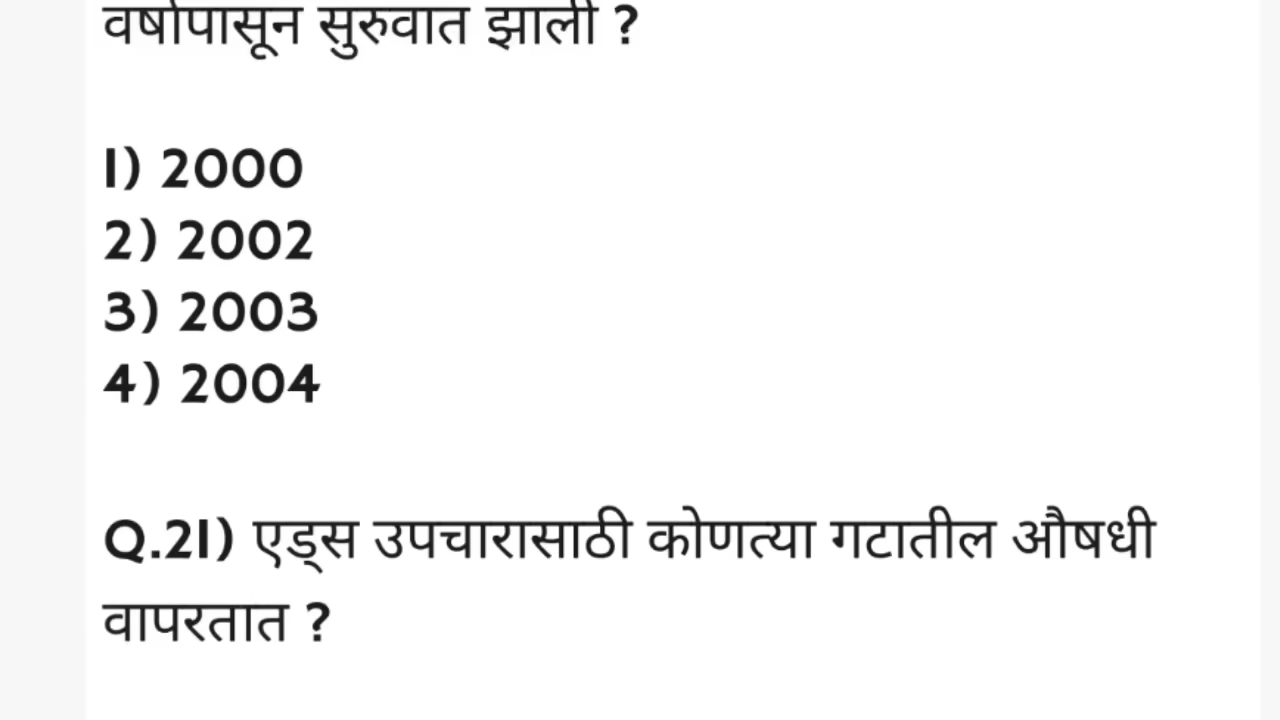 वर्षापासून सुरुवात झाली ?
1) 2000
2) 2002
3) 2003
4) 2004
Q.21) एड्स उपचारासाठी कोणत्या गटातील औषधी
वापरतात ?